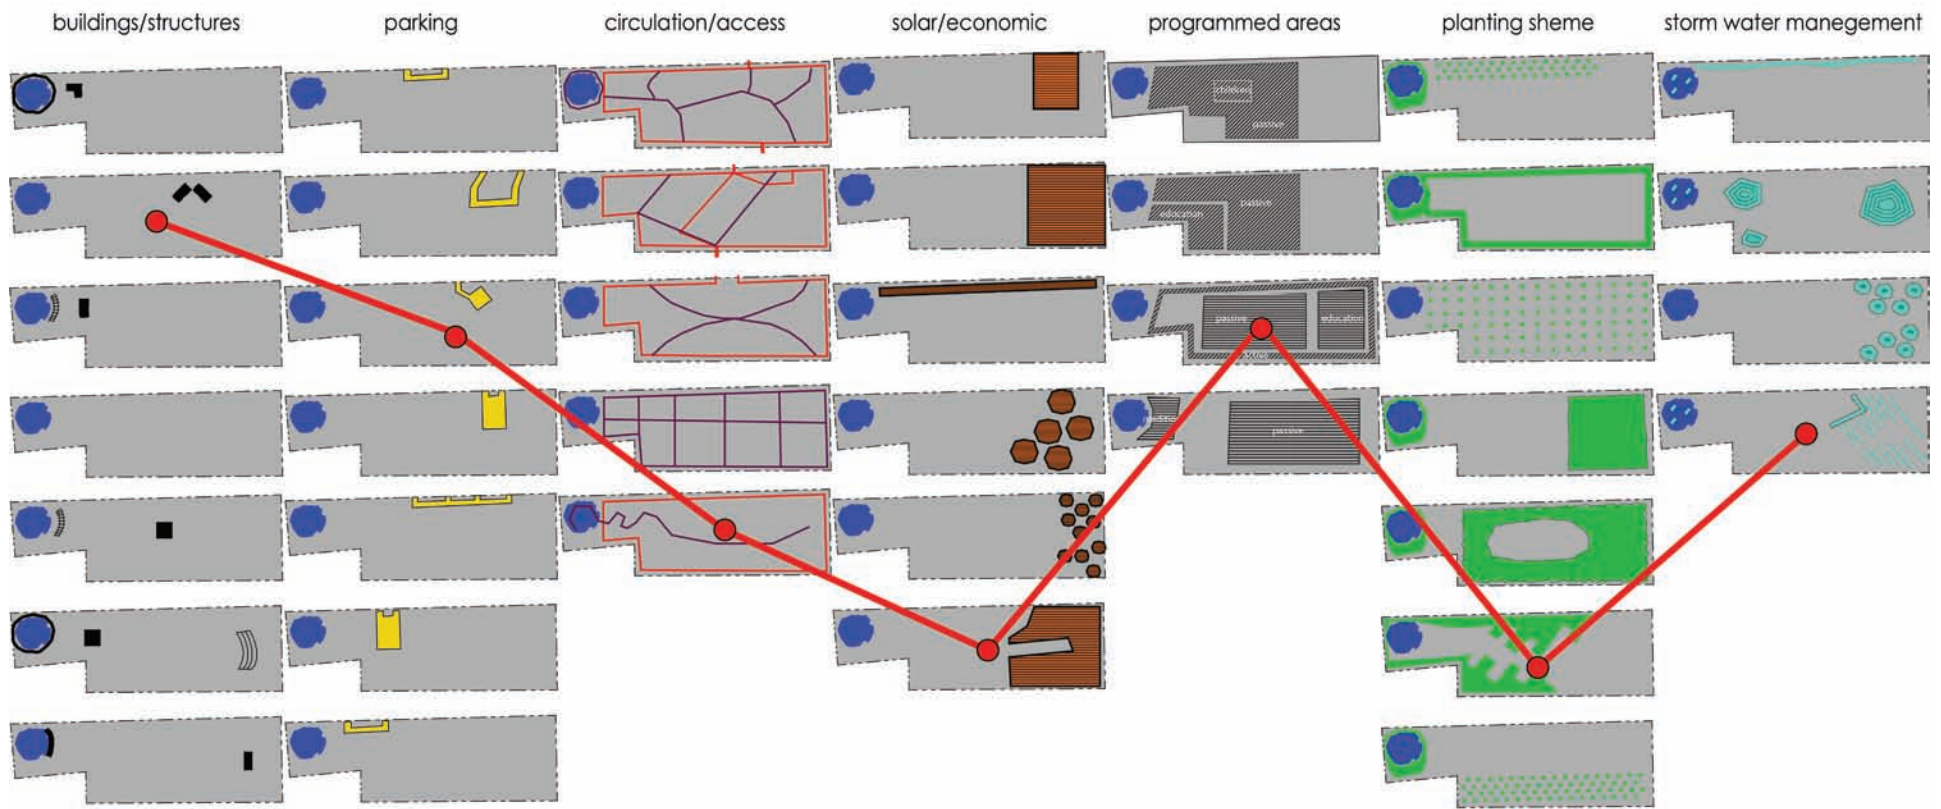 buildings/structures
parking
circulation/access
solar/economic
programmed areas
planting sheme
storm water manegement
children
passive
education
passive
passive
education
passive